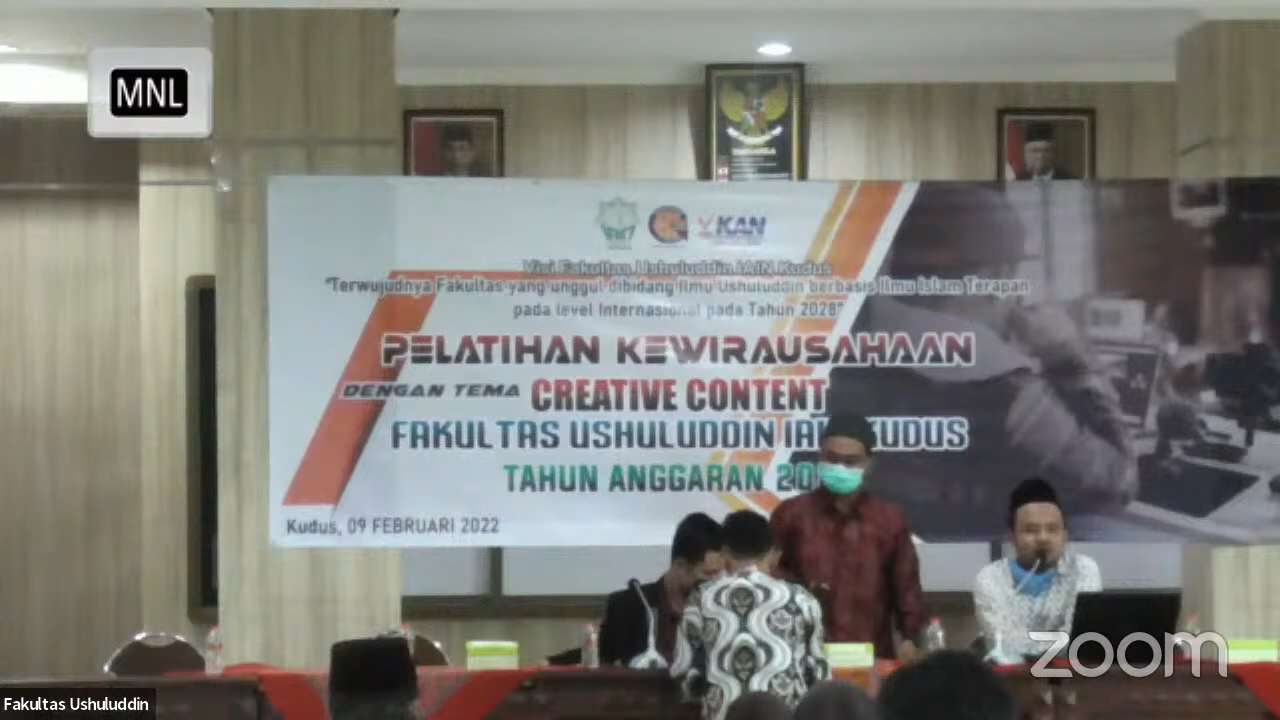 MNL
KAN
Visi Fakultas Ushuluddin IAIN Kudus
"Terwujudnya Fakultas yang unggul dibidang Ilmu Ushuluddin berbasis Ilmu Islam Terapan
pada level Internasional pada Tahun 2028"
PELATIHAN KEWIRAUSAHAAN
DENGAN TEMA CREATIVE CONTENT
FAKULTAS USHULUDDIN KUDUS
TAHUN ANGGARAN
Kudus, 09 FEBRUARI 2022
zoom
Fakultas Ushuluddin